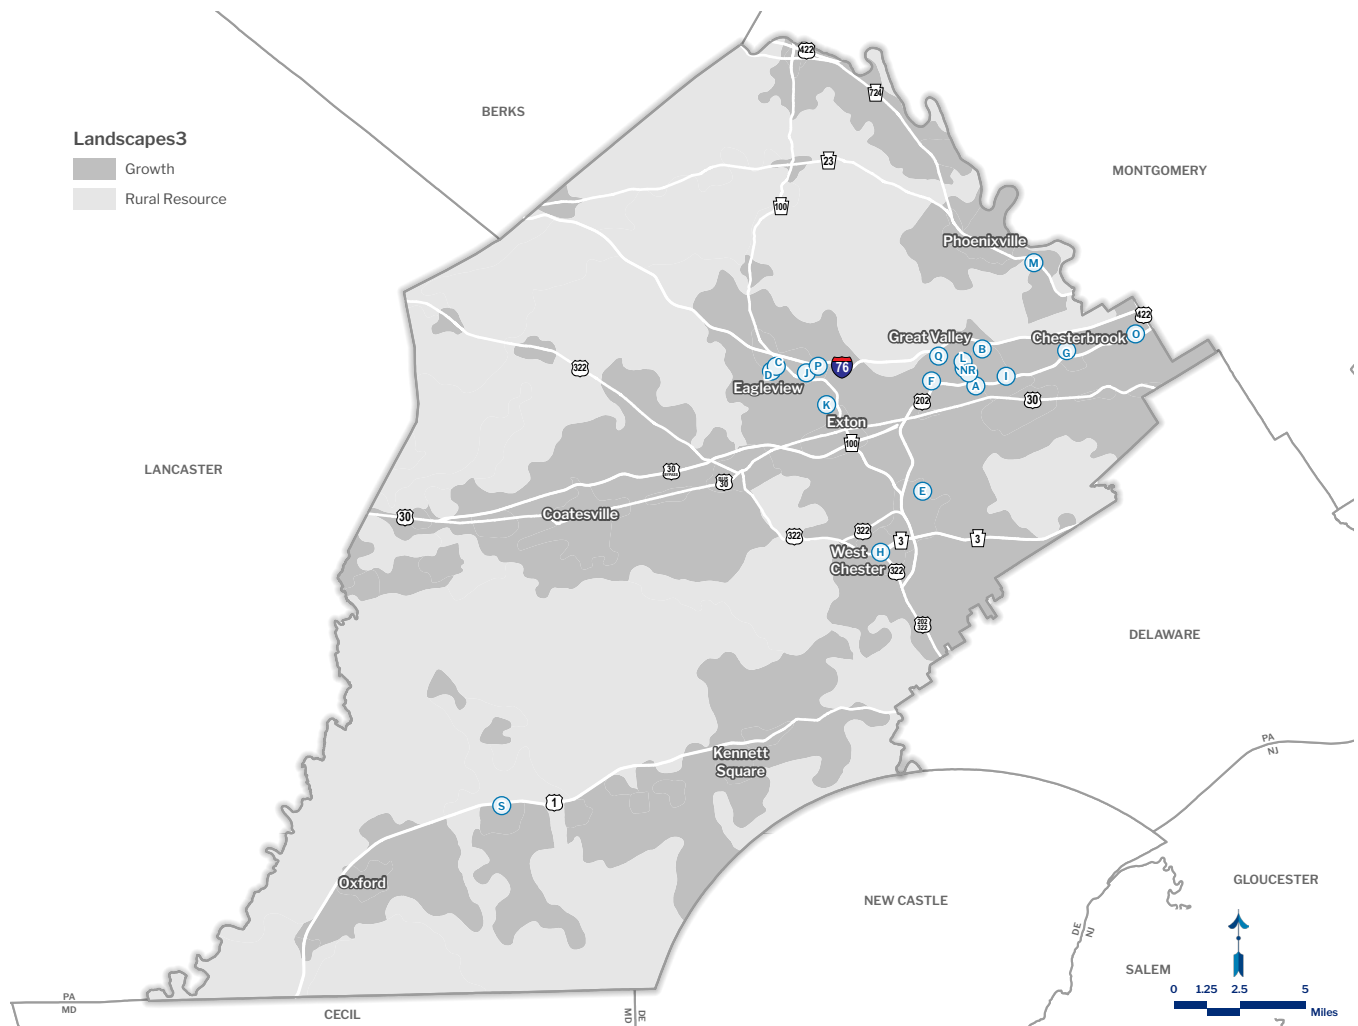 422
BERKS
724
Landscapes3
Growth
Rural Resource
23
MONTGOMERY
100
Phoenixville
M
422
O
Great Valley
Chesterbrook
B
G
Q
L
C
D
J
P
76
322
N R
I
F
A
Eagleview
K
202
30
Exton
100
LANCASTER
30
BYPASS
BUS
30
E
30
Coatesville
322
322
3
3
West
Chester
H
322
202
322
DELAWARE
PA
NJ
Kennett
Square
S
1
Oxford
NEW CASTLE
GLOUCESTER
DE
NJ
SALEM
0 1.25 2.5 5
Miles
PA
MD
CECIL
DE
MD